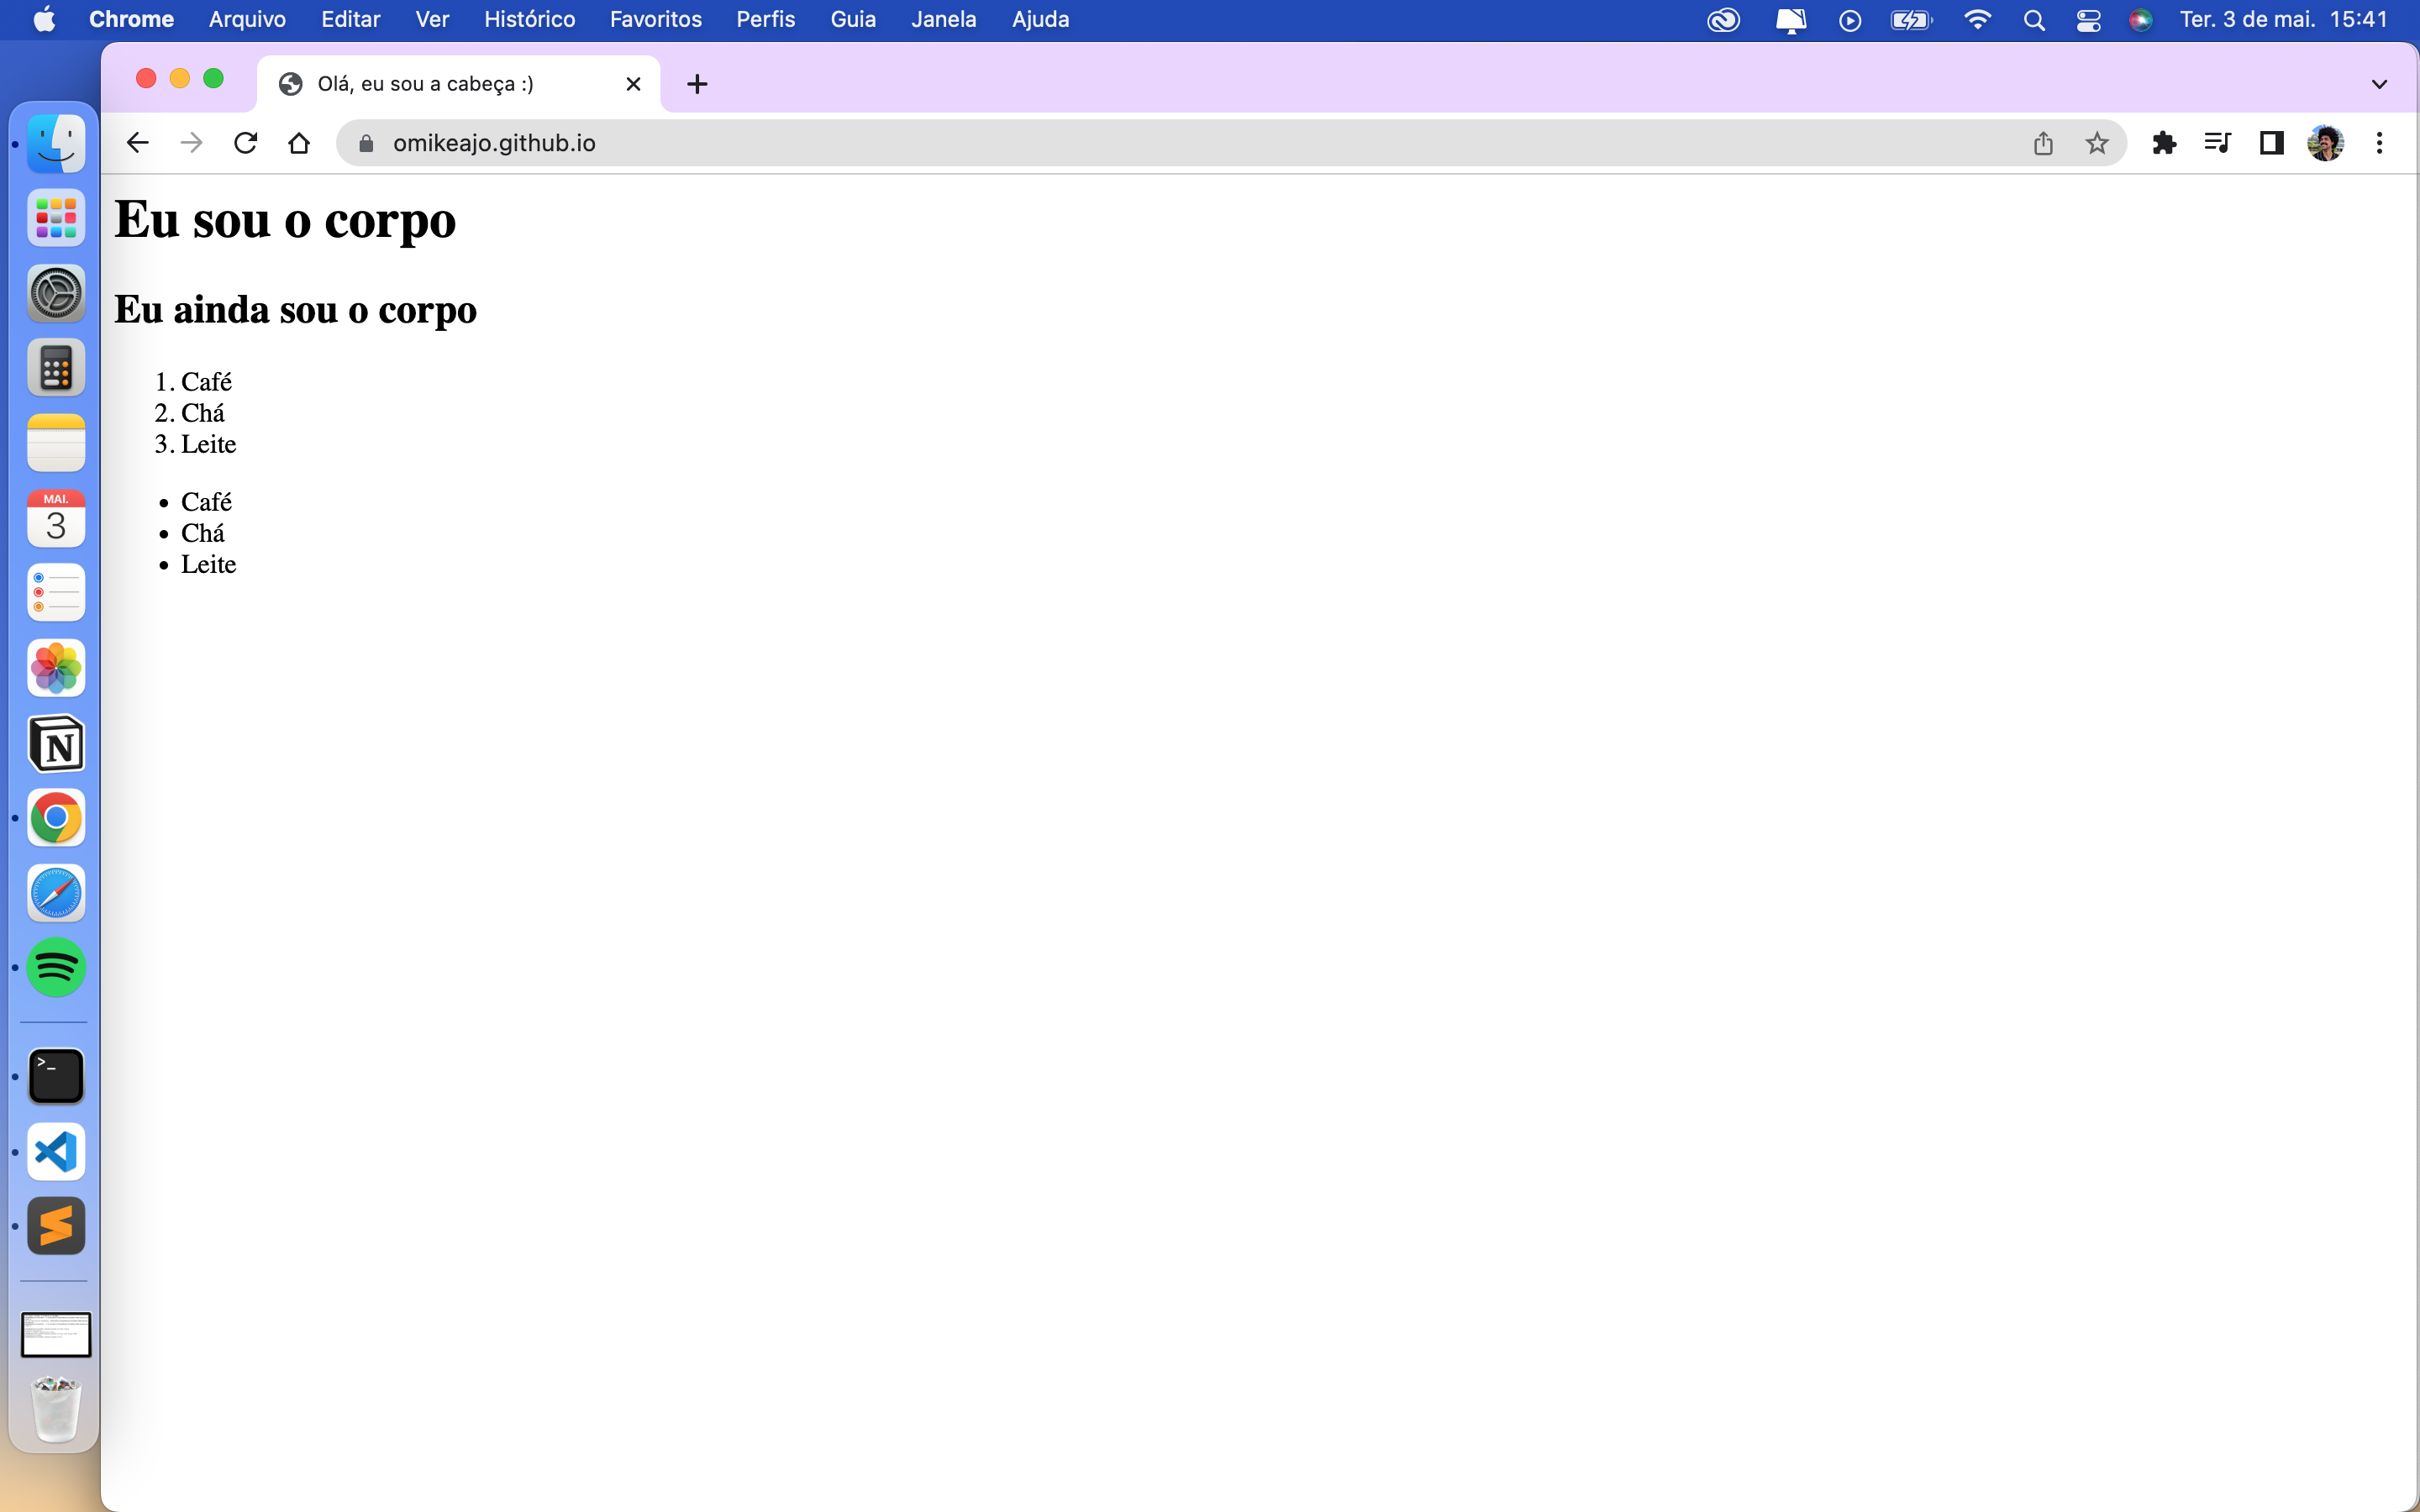 Chrome Arquivo Editar Ver Histórico Favoritos Perfis Guia Janela Ajuda Ter. 3 de mai. 15:41
Olá, eu sou a cabeça :)
omikeajo.github.io
Eu sou o corpo
Eu ainda sou o corpo
1. Café
2. Chá
3. Leite
• Café
• Chá
• Leite
MAI.
3
N
>_